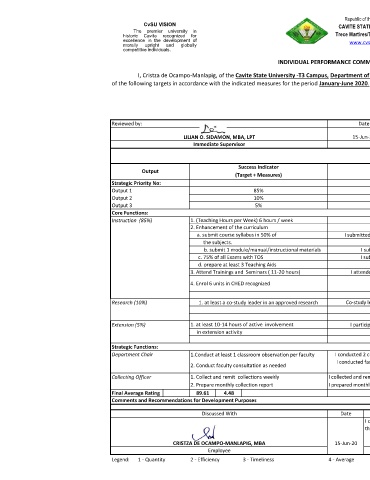 CvSU VISION
The premier university in
historic Cavite recognized for
excellence in the development of
morally upright and globally
competitive individuals.
Republic of th
CAVITE STAT
Trece Martires
www.cvs
INDIVIDUAL PERFORMANCE COMM
I, Cristza de Ocampo-Manlapig, of the Cavite State University -T3 Campus, Department of
of the following targets in accordance with the indicated measures for the period January-June 2020.
Reviewed by: Date
LILIAN O. SIDAMON, MBA, LPT 15-Jun-
Immediate Supervisor
Output Success Indicator
(Target + Measures)
Strategic Priority No:
Output 1 85%
Output 2 10%
Output 3 5%
Core Functions:
Instruction (85%) 1. (Teaching Hours per Week) 6 hours / week
2. Enhancement of the curriculum
a. submit course syllabus in 50% of I submitted
the subjects.
b. submit 1 module/manual/instructional materials I sub
c. 75% of all Exams with TOS I sub
d. prepare at least 3 Teaching Aids
3. Attend Trainings and Seminars ( 11-20 hours) I attende
4. Enrol 6 units in CHED recognized
Research (10%) 1. at least a co-study leader in an approved research Co-study le
Extension (5%) 1. at least 10-14 hours of active involvement I particip
in extension activity
Strategic Functions:
Department Chair 1.Conduct at least 1 classroom observation per faculty I conducted 2 c
I conducted fa
2. Conduct faculty consultation as needed
Collecting Officer 1. Collect and remit collections weekly I collected and rem
2. Prepare monthly collection report I prepared monthl
Final Average Rating 89.61 4.48
Comments and Recommendations for Development Purposes
Discussed With Date
I c
th
CRISTZA DE OCAMPO-MANLAPIG, MBA 15-Jun-20
Employee
Legend: 1 - Quantity 2 - Efficiency 3 - Timeliness 4 - Average